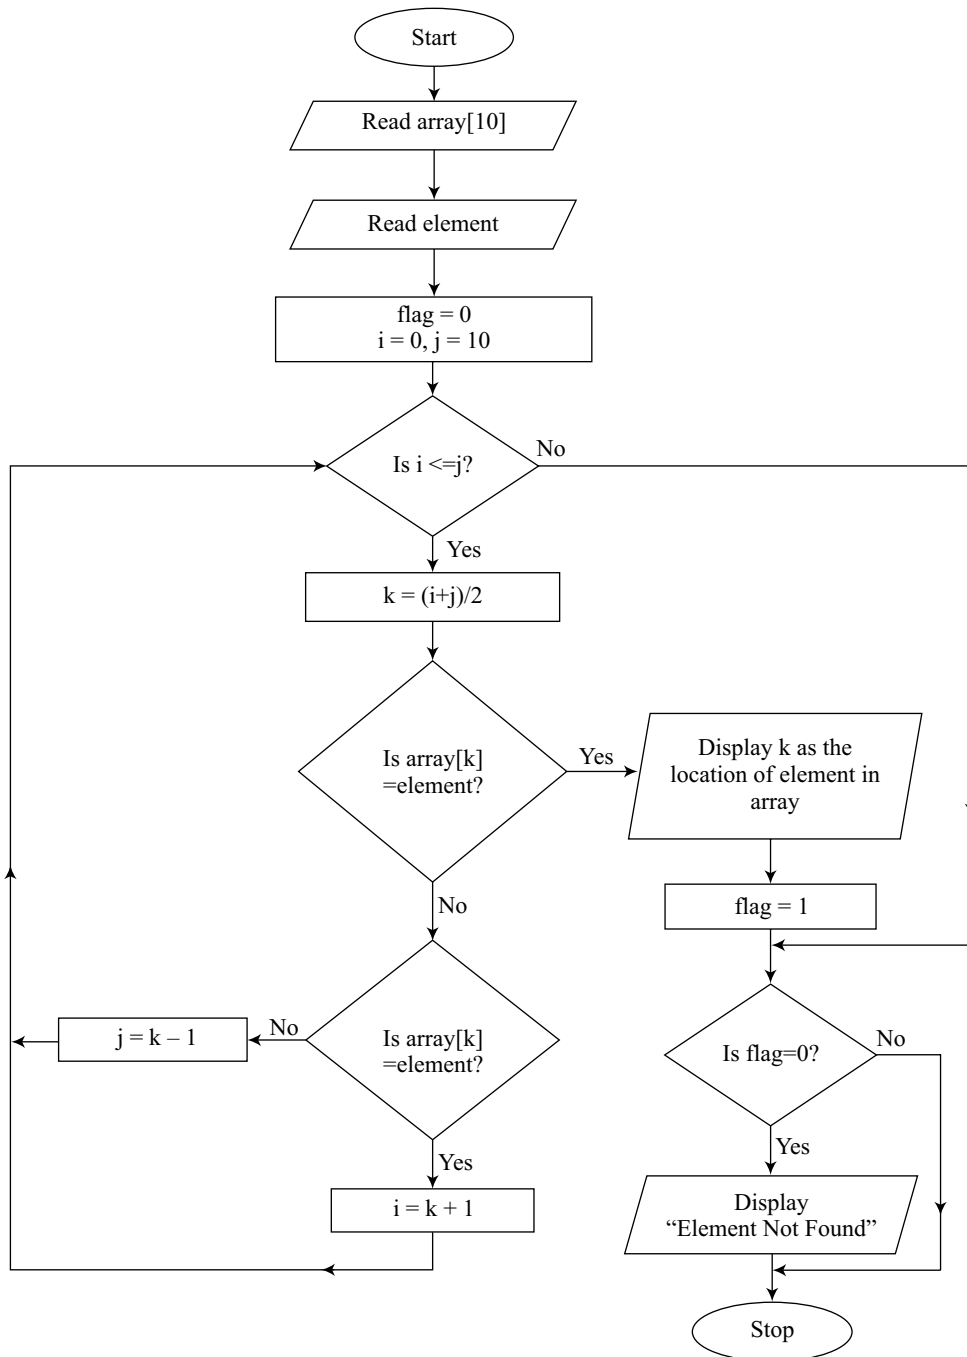 Start
Read array[10]
Read element
flag = 0
i = 0, j = 10
Is i <=j?
No
Yes
k = (i+j)/2
Is array[k]
=element?
Yes
Display k as the
location of element in
array
No
flag = 1
Is array[k]
=element?
No
j = k – 1
Yes
i = k + 1
Is flag=0?
No
Yes
Display
“Element Not Found”
Stop